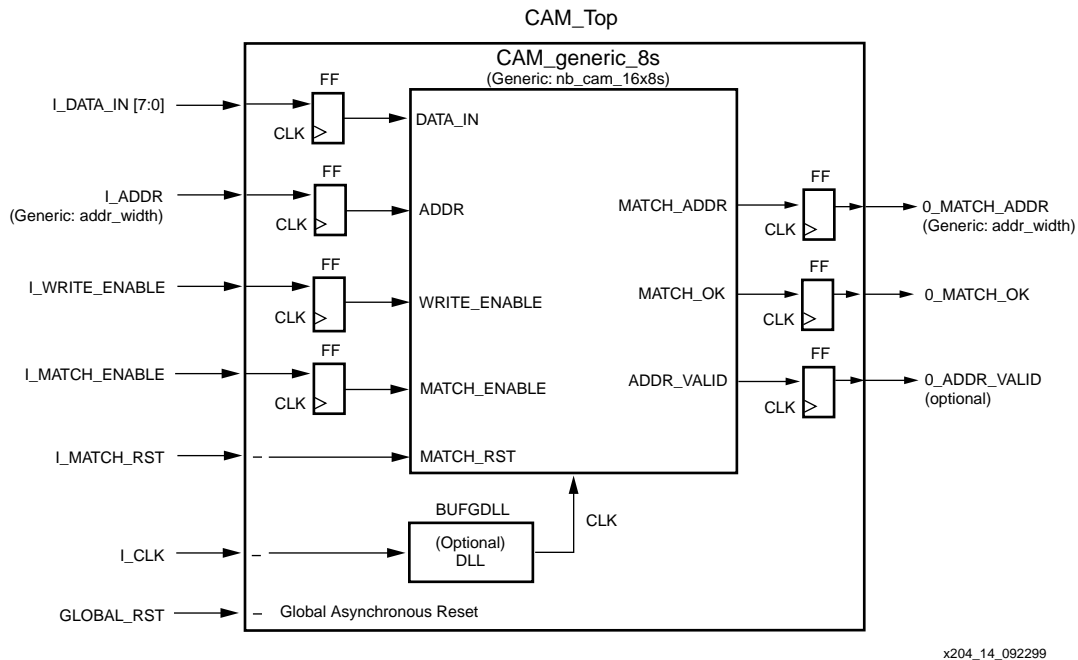 CAM_Top
CAM_generic_8s
(Generic: nb_cam_16x8s)
I_DATA_IN [7:0]
FF
CLK
DATA_IN
I_ADDR
(Generic: addr_width)
FF
CLK
ADDR
MATCH_ADDR
FF
CLK
0_MATCH_ADDR
(Generic: addr_width)
I_WRITE_ENABLE
FF
CLK
WRITE_ENABLE
MATCH_OK
FF
CLK
0_MATCH_OK
I_MATCH_ENABLE
FF
CLK
MATCH_ENABLE
ADDR_VALID
FF
CLK
0_ADDR_VALID
(optional)
I_MATCH_RST
MATCH_RST
BUFGDLL
CLK
I_CLK
(Optional)
DLL
GLOBAL_RST
Global Asynchronous Reset
x204_14_092299